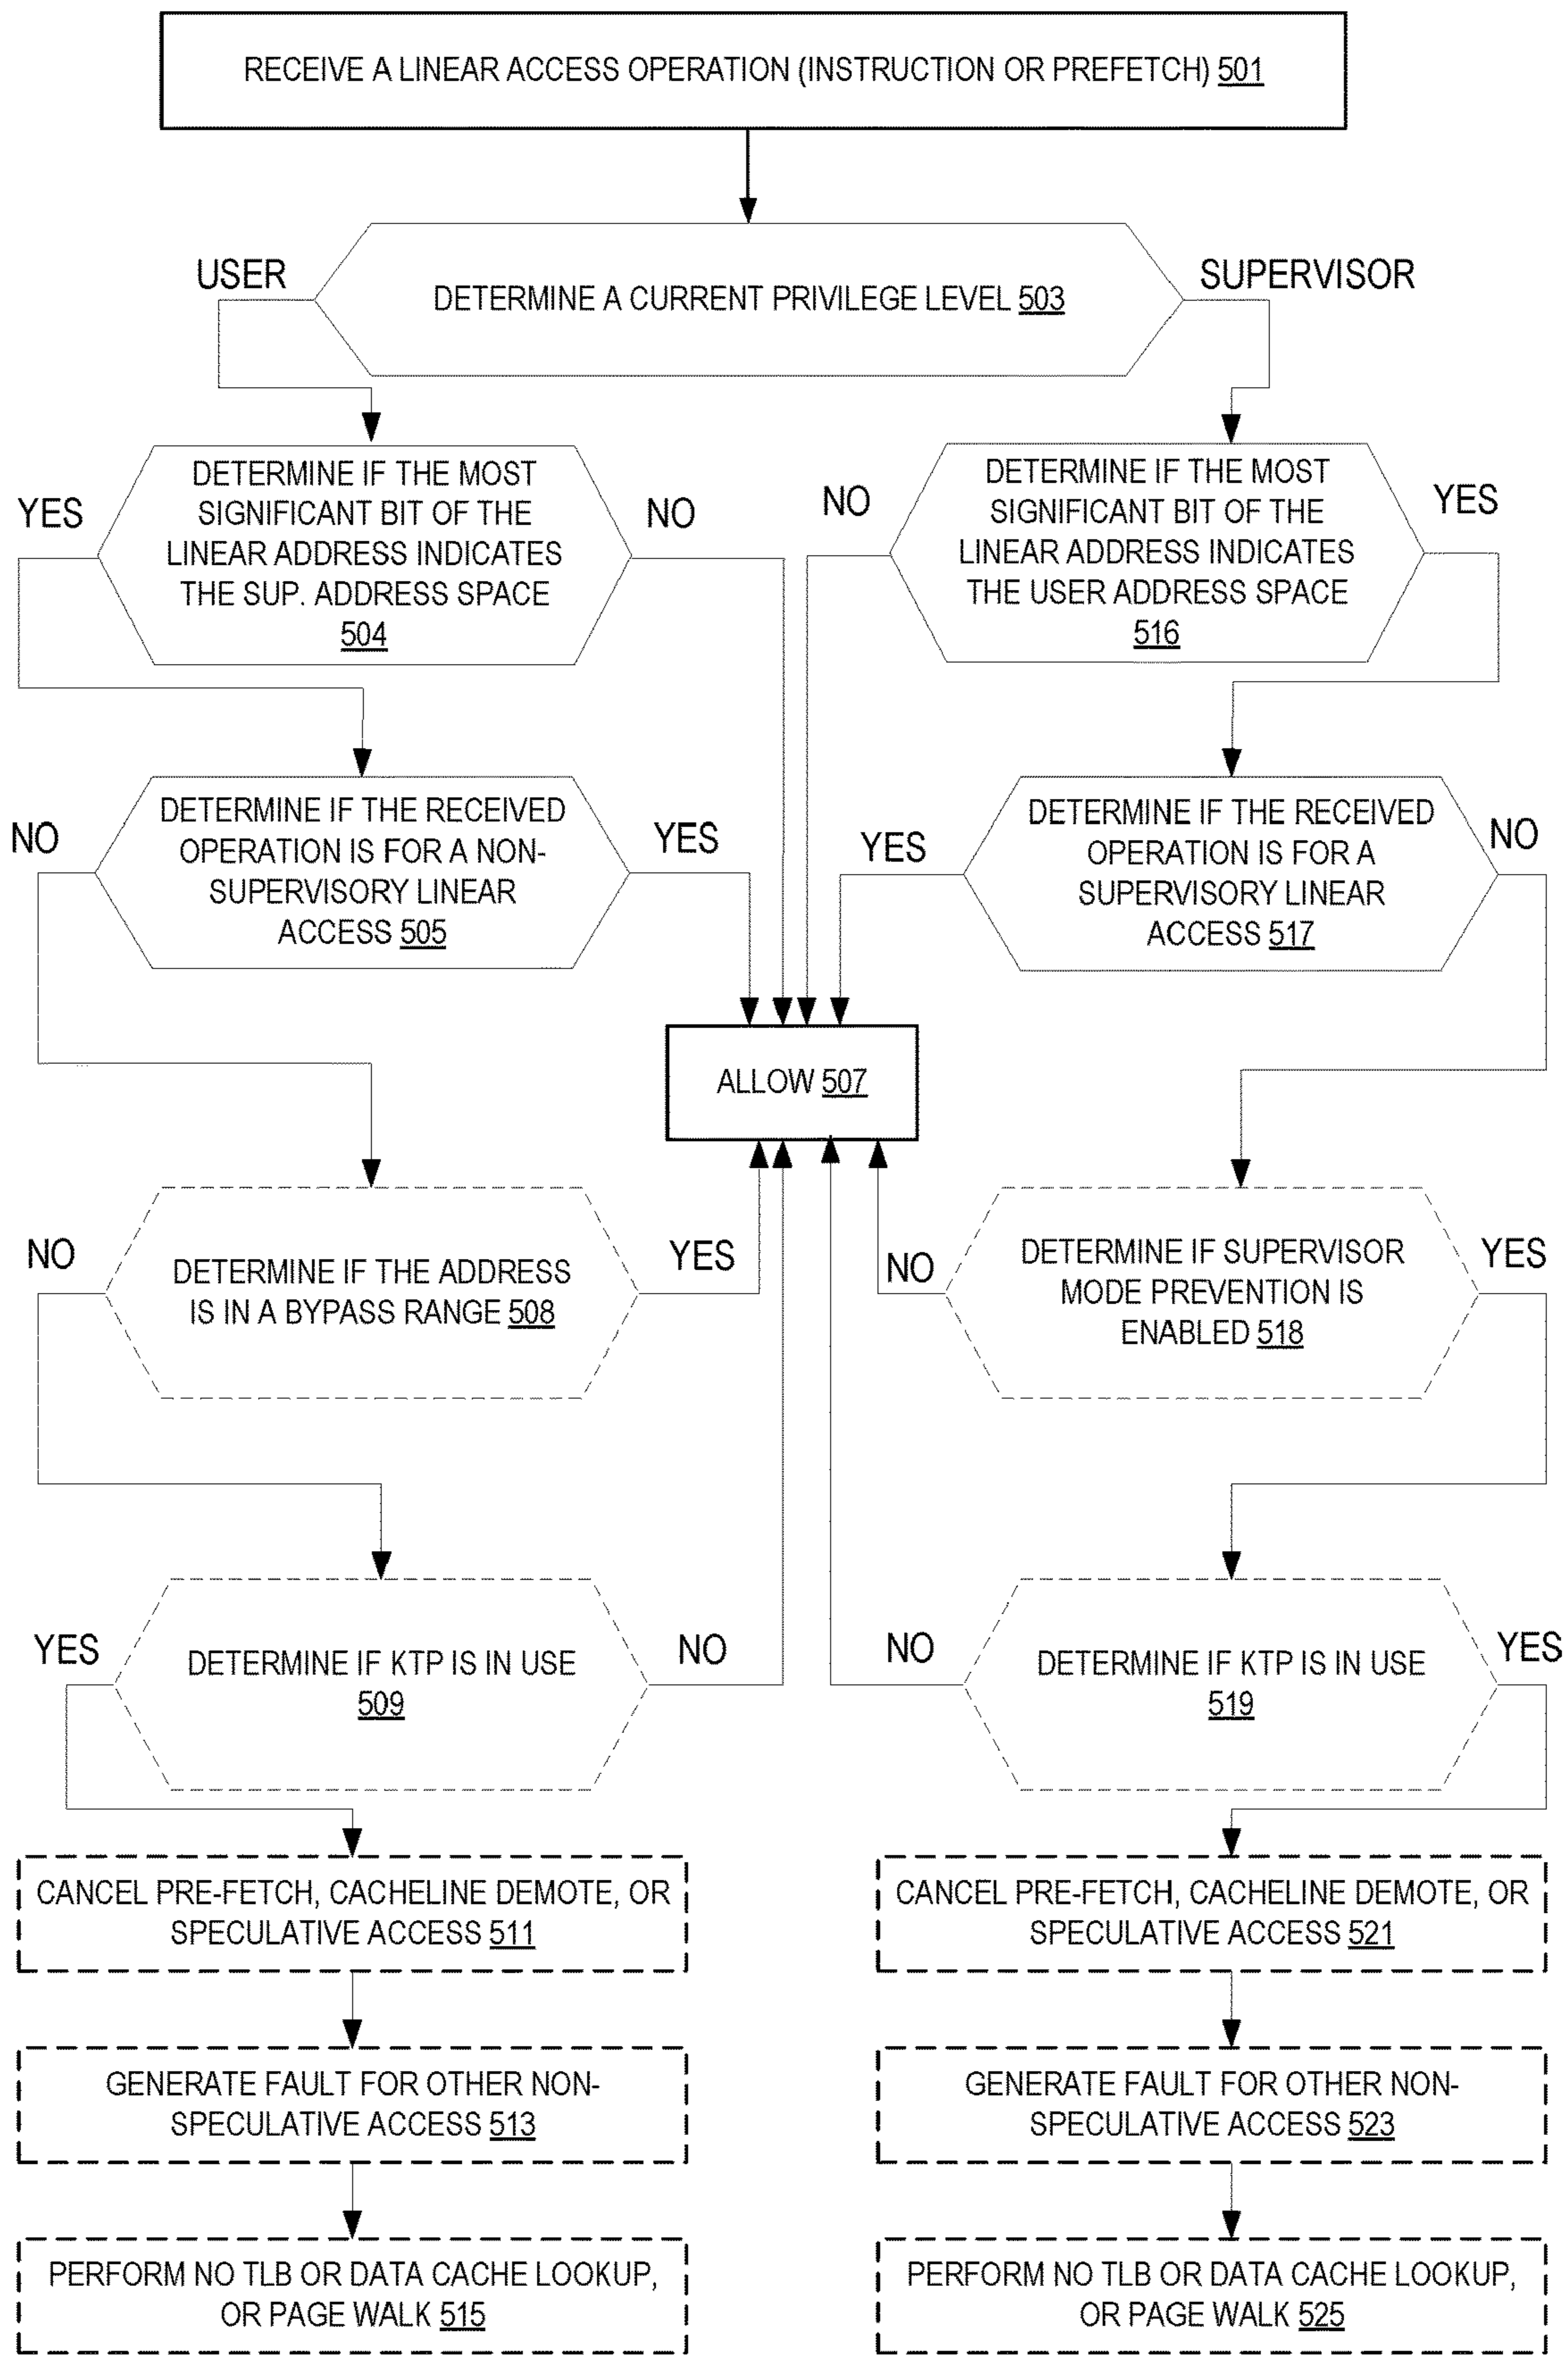 RECEIVE A LINEAR ACCESS OPERATION (INSTRUCTION OR PREFETCH) 501
USER
SUPERVISOR
DETERMINE A CURRENT PRIVILEGE LEVEL 503
YES
DETERMINE IF THE MOST
SIGNIFICANT BIT OF THE
LINEAR ADDRESS INDICATES
THE SUP. ADDRESS SPACE
504
NO
NO
DETERMINE IF THE MOST
SIGNIFICANT BIT OF THE
LINEAR ADDRESS INDICATES
THE USER ADDRESS SPACE
516
YES
NO
DETERMINE IF THE RECEIVED
OPERATION IS FOR A NON-
SUPERVISORY LINEAR
ACCESS 505
YES
YES
DETERMINE IF THE RECEIVED
OPERATION IS FOR A
SUPERVISORY LINEAR
ACCESS 517
NO
ALLOW 507
NO
DETERMINE IF THE ADDRESS
IS IN A BYPASS RANGE 508
YES
NO
DETERMINE IF SUPERVISOR
MODE PREVENTION IS
ENABLED 518
YES
YES
DETERMINE IF KTP IS IN USE
509
NO
NO
DETERMINE IF KTP IS IN USE
519
YES
CANCEL PRE-FETCH, CACHELINE DEMOTE, OR
SPECULATIVE ACCESS 511
CANCEL PRE-FETCH, CACHELINE DEMOTE, OR
SPECULATIVE ACCESS 521
GENERATE FAULT FOR OTHER NON-
SPECULATIVE ACCESS 513
GENERATE FAULT FOR OTHER NON-
SPECULATIVE ACCESS 523
PERFORM NO TLB OR DATA CACHE LOOKUP,
OR PAGE WALK 515
PERFORM NO TLB OR DATA CACHE LOOKUP,
OR PAGE WALK 525